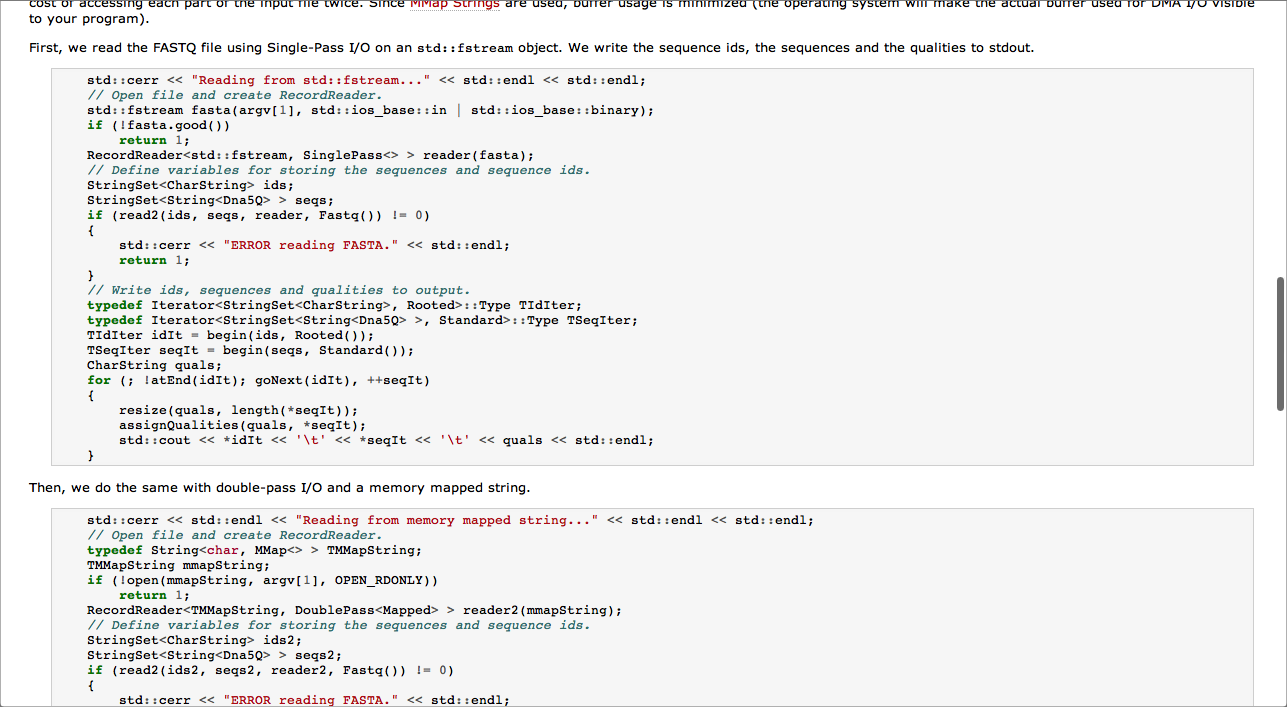 cost of accessing each part of the input file twice. Since MMap Strings are used, buffer usage is minimized (the operating system will make the actual buffer used for DMA I/O visible
to your program).
First, we read the FASTQ file using Single-Pass I/O on an std::fstream object. We write the sequence ids, the sequences and the qualities to stdout.
std::cerr << "Reading from std::fstream..." << std::endl << std::endl;
// Open file and create RecordReader.
std::fstream fasta(argv[1], std::ios_base::in | std::ios_base::binary);
if (!fasta.good())
return 1;
RecordReader<std::fstream, SinglePass<> > reader(fasta);
// Define variables for storing the sequences and sequence ids.
StringSet<CharString> ids;
StringSet<String<Dna5Q> > seqs;
if (read2(ids, seqs, reader, Fastq()) != 0)
{
std::cerr << "ERROR reading FASTA." << std::endl;
return 1;
}
// Write ids, sequences and qualities to output.
typedef Iterator<StringSet<CharString>, Rooted>::Type TIdIter;
typedef Iterator<StringSet<String<Dna5Q> >, Standard>::Type TSeqIter;
TIdIter idIt = begin(ids, Rooted());
TSeqIter seqIt = begin(seqs, Standard());
CharString quals;
for (; !atEnd(idIt); goNext(idIt), ++seqIt)
{
resize(quals, length(*seqIt));
assignQualities(quals, *seqIt);
std::cout << *idIt << '\t' << *seqIt << '\t' << quals << std::endl;
}
Then, we do the same with double-pass I/O and a memory mapped string.
std::cerr << std::endl << "Reading from memory mapped string..." << std::endl << std::endl;
// Open file and create RecordReader.
typedef String<char, MMap<> > TMMapString;
TMMapString mmapString;
if (!open(mmapString, argv[1], OPEN_RDONLY))
return 1;
RecordReader<TMMapString, DoublePass<Mapped> > reader2(mmapString);
// Define variables for storing the sequences and sequence ids.
StringSet<CharString> ids2;
StringSet<String<Dna5Q> > seqs2;
if (read2(ids2, seqs2, reader2, Fastq()) != 0)
{
std::cerr << "ERROR reading FASTA." << std::endl;